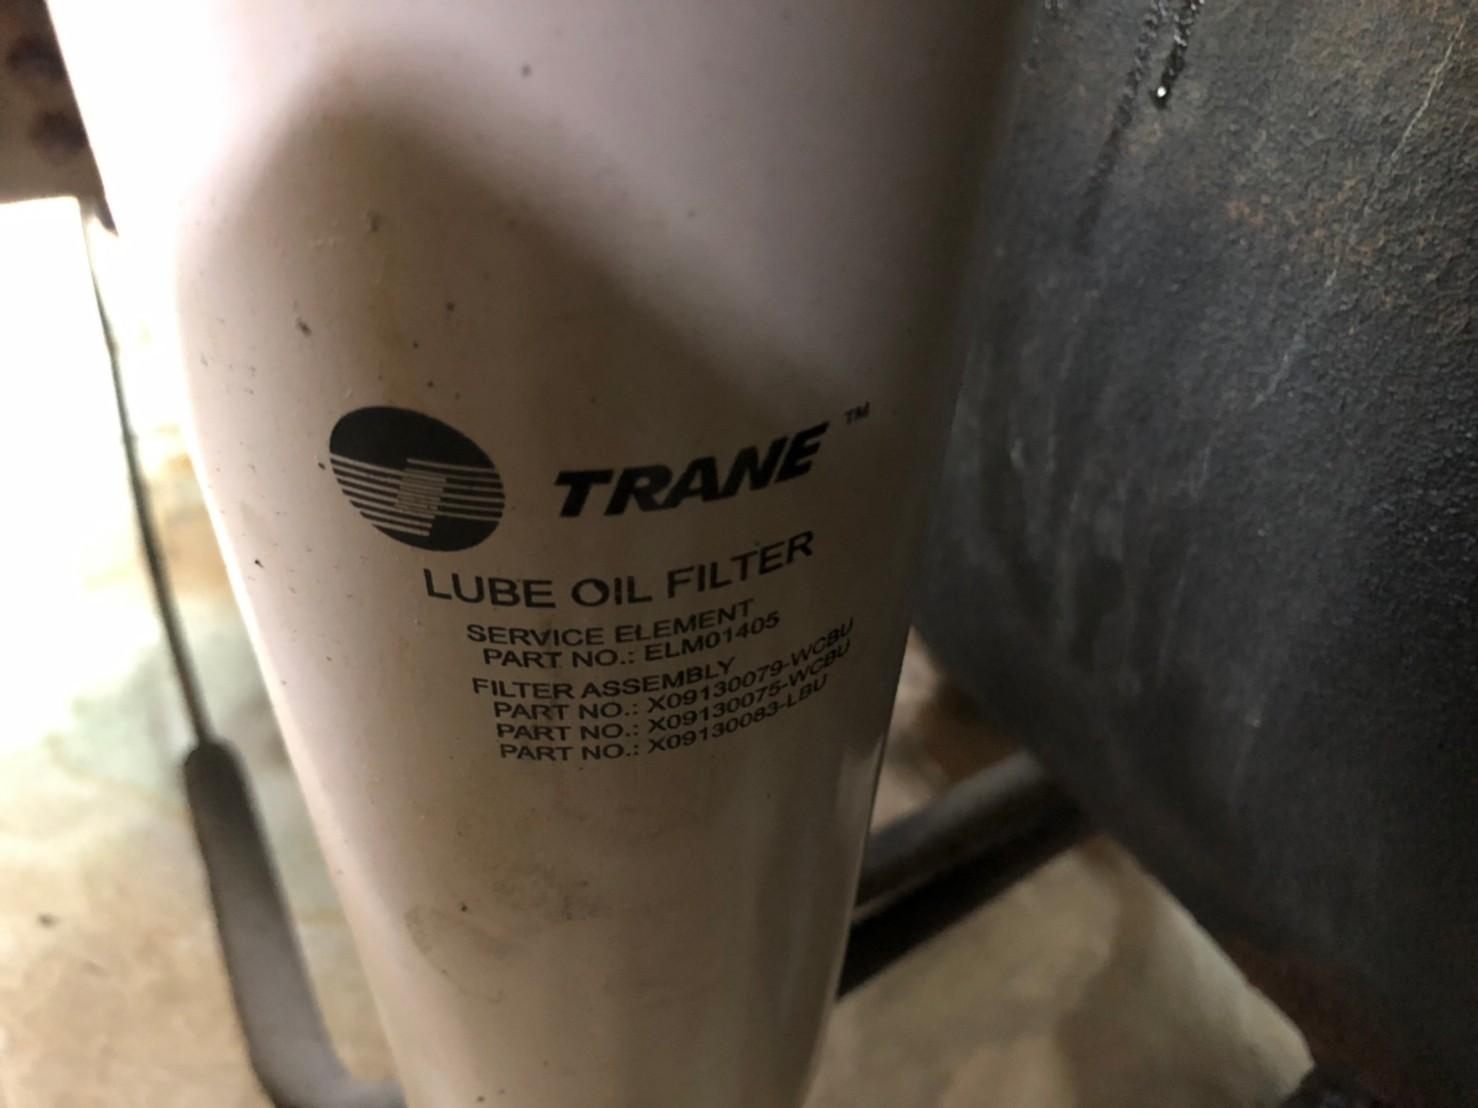 TRANE ™
LUBE OIL FILTER
SERVICE ELEMENT
PART NO.: ELM01405
FILTER ASSEMBLY
PART NO.: X09130079-WCBU
PART NO.: X09130075-WCBU
PART NO.: X09130083-LBU